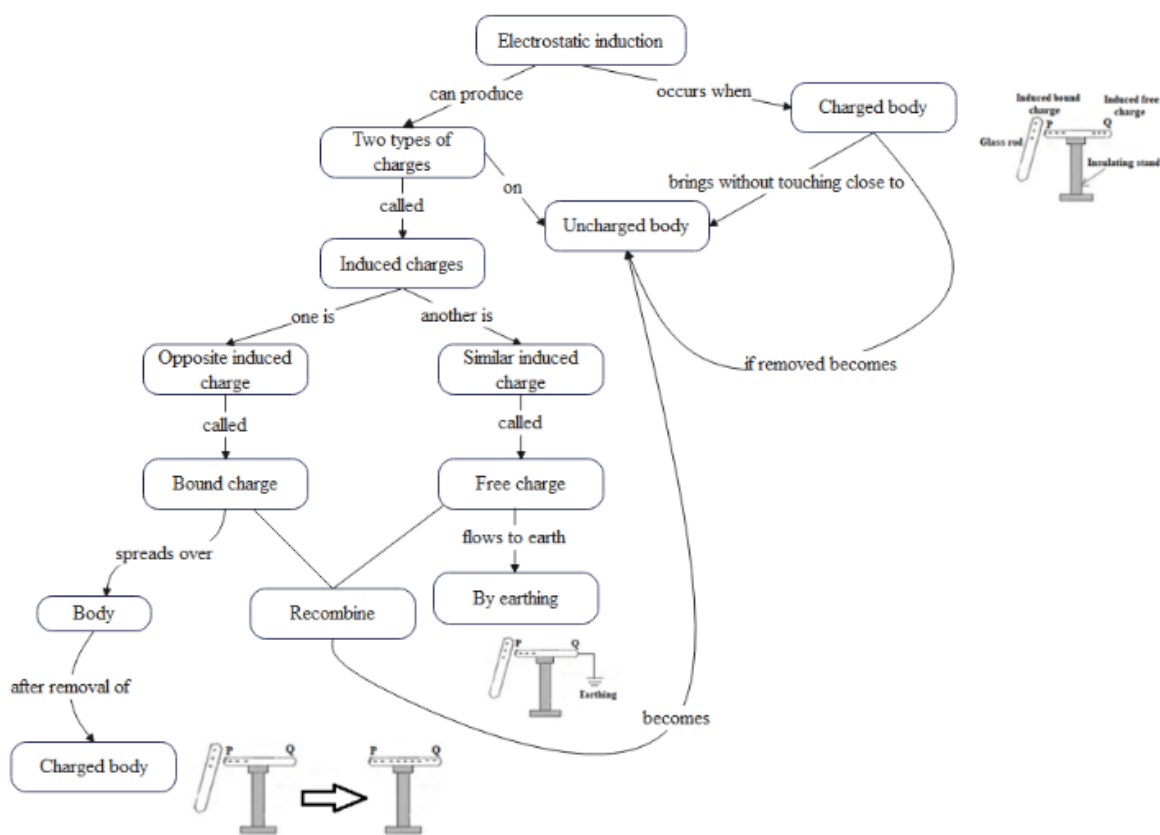 Electrostatic induction
can produce
occurs when
Charged body
Induced bound
charge
Induced free
charge
P
Q
Glass rod
Insulating stand
Two types of
charges
on
brings without touching close to
called
Uncharged body
Induced charges
one is
another is
Opposite induced
charge
Similar induced
charge
if removed becomes
called
called
Bound charge
Free charge
flows to earth
spreads over
Body
Recombine
By earthing
P
Q
Earthing
after removal of
becomes
Charged body
P
Q
P
Q